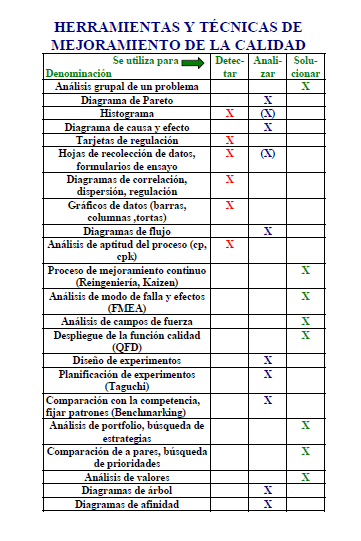 HERRAMIENTAS Y TÉCNICAS DE
MEJORAMIENTO DE LA CALIDAD
Se utiliza para Detec- Anali- Solu-
Denominación tar zar cionar
Análisis grupal de un problema X
Diagrama de Pareto X
Histograma X (X)
Diagrama de causa y efecto X
Tarjetas de regulación X
Hojas de recolección de datos, X (X)
formularios de ensayo
Diagramas de correlación, X
dispersión, regulación
Gráficos de datos (barras, X
columnas ,tortas)
Diagramas de flujo X
Análisis de aptitud del proceso (cp, X
cpk)
Proceso de mejoramiento continuo X
(Reingeniería, Kaizen)
Análisis de modo de falla y efectos X
(FMEA)
Análisis de campos de fuerza X
Despliegue de la función calidad X
(QFD)
Diseño de experimentos X
Planificación de experimentos X
(Taguchi)
Comparación con la competencia, X
fijar patrones (Benchmarking)
Análisis de portfolio, búsqueda de X
estrategias
Comparación de a pares, búsqueda X
de prioridades
Análisis de valores X
Diagramas de árbol X
Diagramas de afinidad X